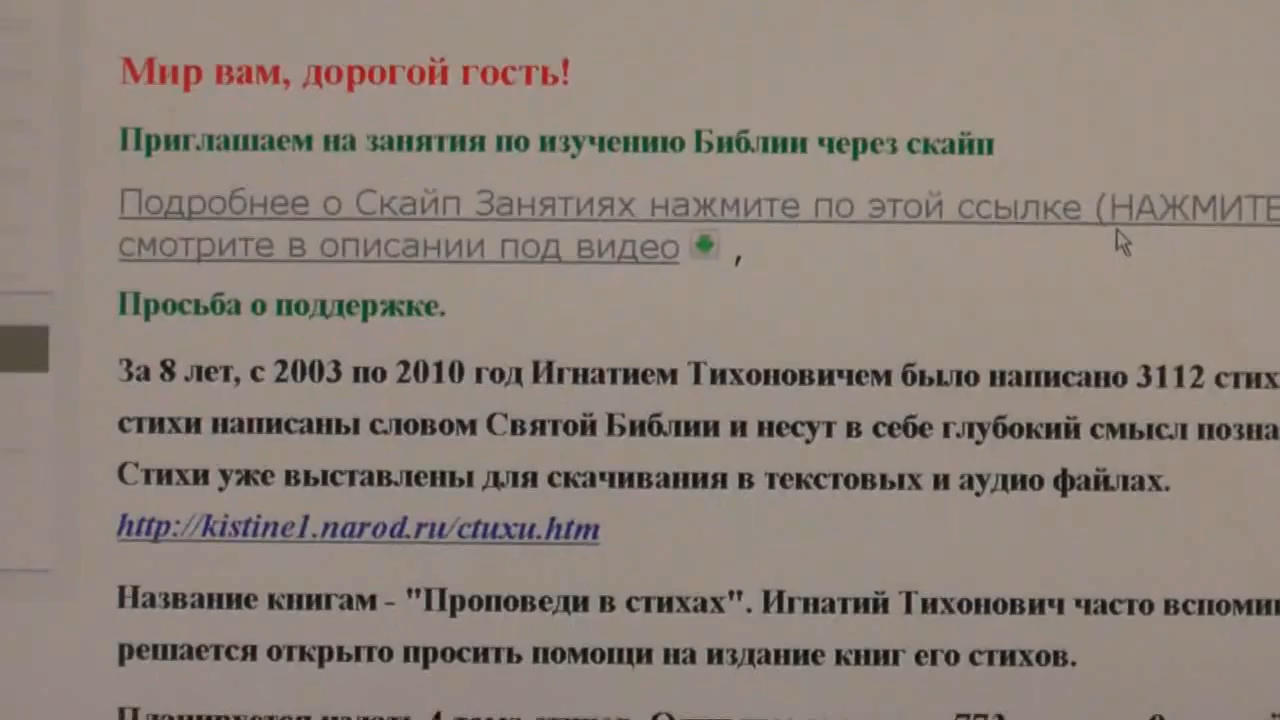 Мир вам, дорогой гость!
Приглашаем на занятия по изучению Библии через скайп
Подробнее о Скайп Занятиях нажмите по этой ссылке (НАЖМИТЕ
смотрите в описании под видео ,
Просьба о поддержке.
За 8 лет, с 2003 по 2010 год Игнатием Тихоновичем было написано 3112 стих
стихи написаны словом Святой Библии и несут в себе глубокий смысл позна
Стихи уже выставлены для скачивания в текстовых и аудио файлах.
http://kistine1.narod.ru/ctuxu.htm
Название книгам - "Проповеди в стихах". Игнатий Тихонович часто вспоми
решается открыто просить помощи на издание книг его стихов.